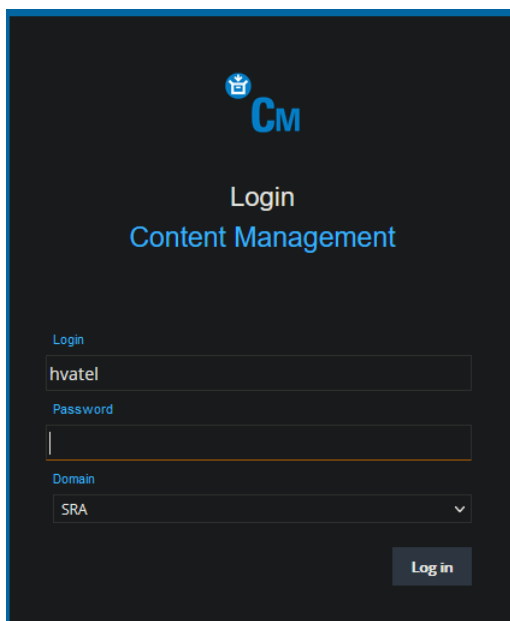 CM
Login
Content Management
Login
hvatel
Password
Domain
SRA
Log in